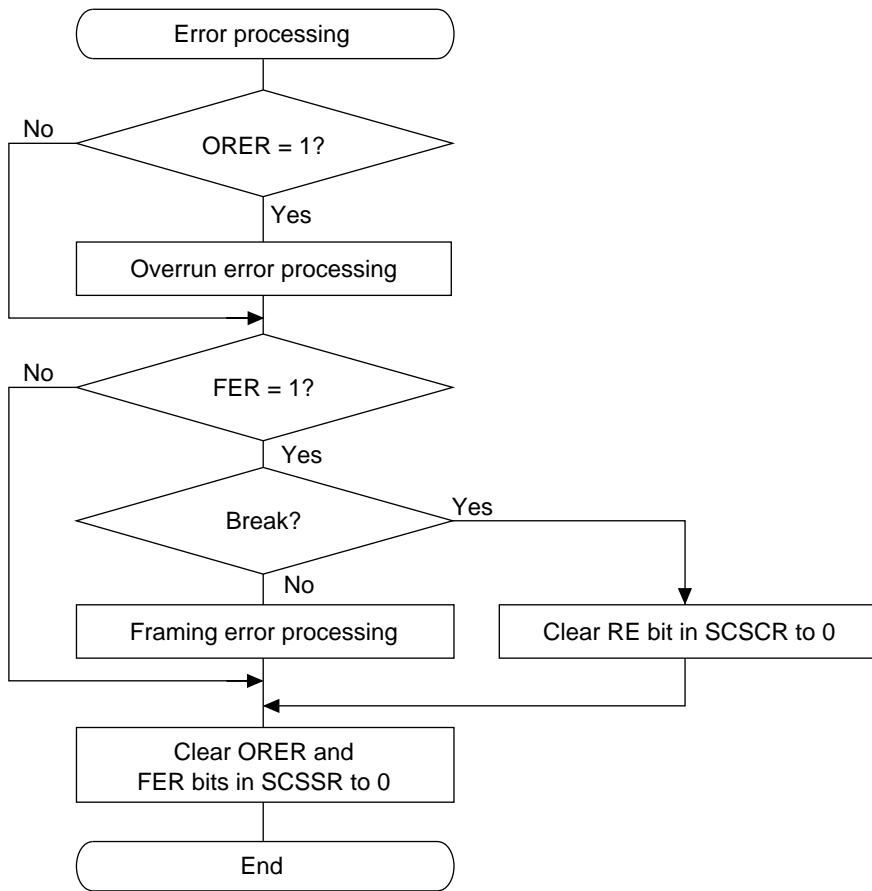 Error processing
No
ORER = 1?
Yes
Overrun error processing
No
FER = 1?
Yes
Break?
Yes
No
Framing error processing
Clear RE bit in SCSCR to 0
Clear ORER and
FER bits in SCSSR to 0
End